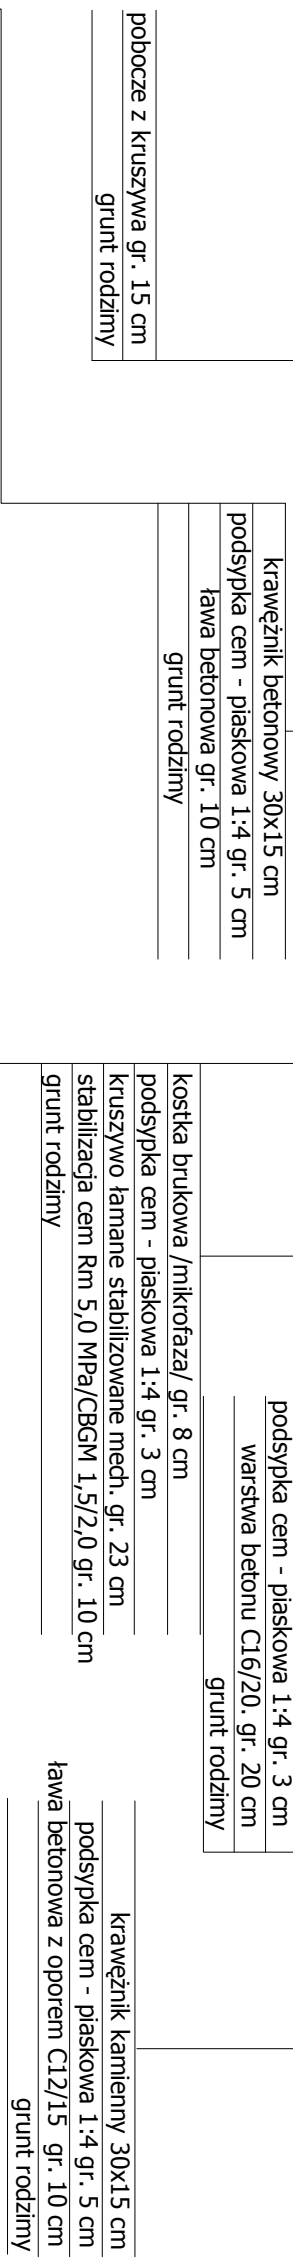 pobocze z kruszywa gr. 15 cm
grunt rodzimy
krawężnik betonowy 30x15 cm
podsypka cem - piaskowa 1:4 gr. 5 cm
ława betonowa gr. 10 cm
grunt rodzimy
kostka brukowa /mikrofaza/ gr. 8 cm
podsypka cem - piaskowa 1:4 gr. 3 cm
kruszywo łamane stabilizowane mech. gr. 23 cm
stabilizacja cem Rm 5,0 MPa/CBGM 1,5/2,0 gr. 10 cm
grunt rodzimy
podsypka cem - piaskowa 1:4 gr. 3 cm
warstwa betonu C16/20. gr. 20 cm
grunt rodzimy
krawężnik kamienny 30x15 cm
podsypka cem - piaskowa 1:4 gr. 5 cm
ława betonowa z oporem C12/15 gr. 10 cm
grunt rodzimy